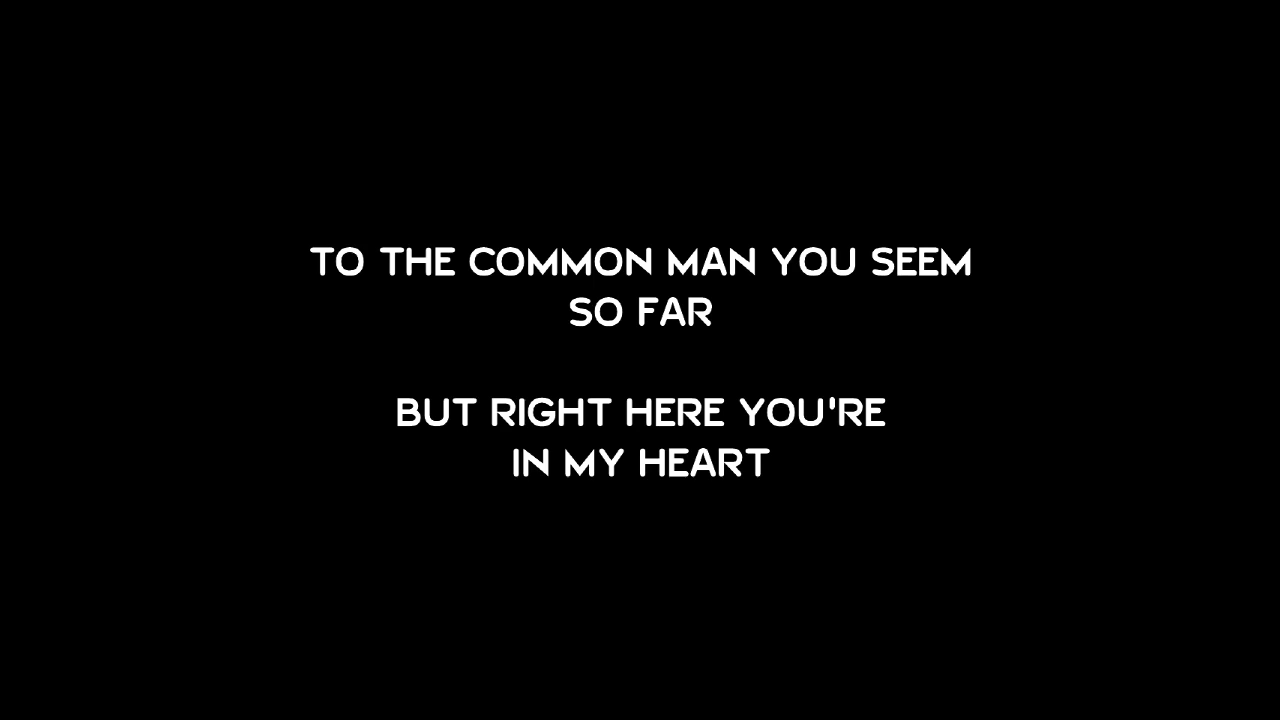 TO THE COMMON MAN YOU SEEM
SO FAR
BUT RIGHT HERE YOU'RE
IN MY HEART